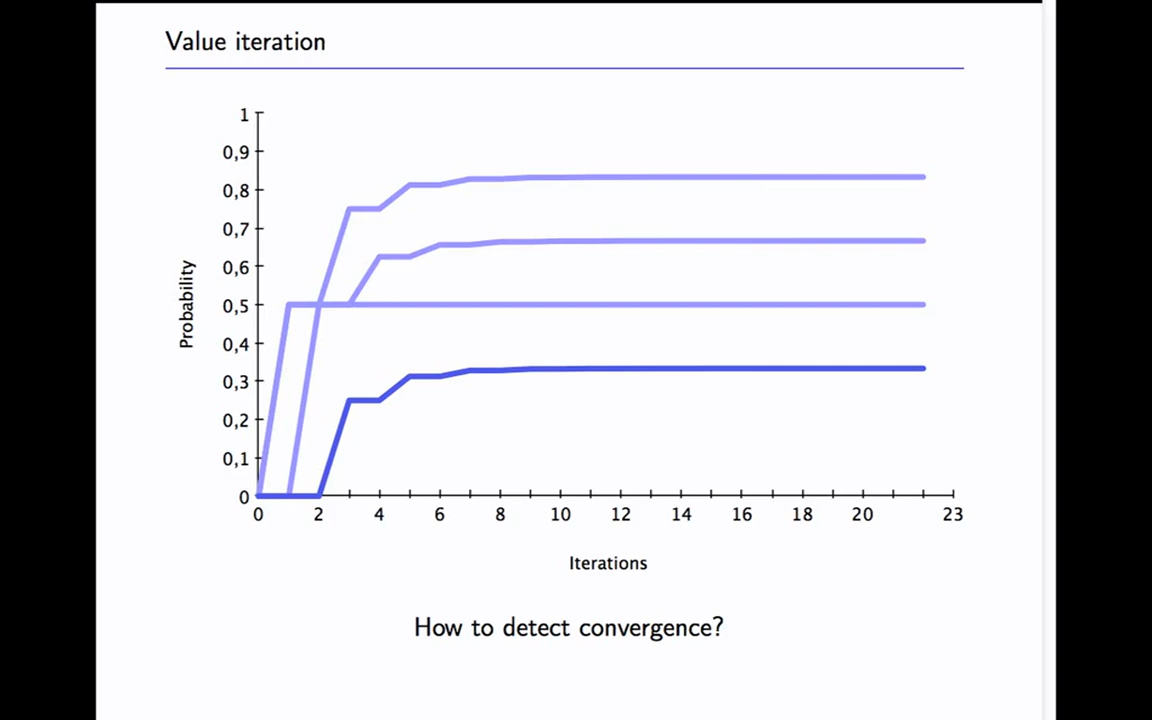 Value iteration
1
0,9
0,8
0,7
0,6
0,5
0,4
0,3
0,2
0,1
0
Probability
0 2 4 6 8 10 12 14 16 18 20 23
Iterations
How to detect convergence?